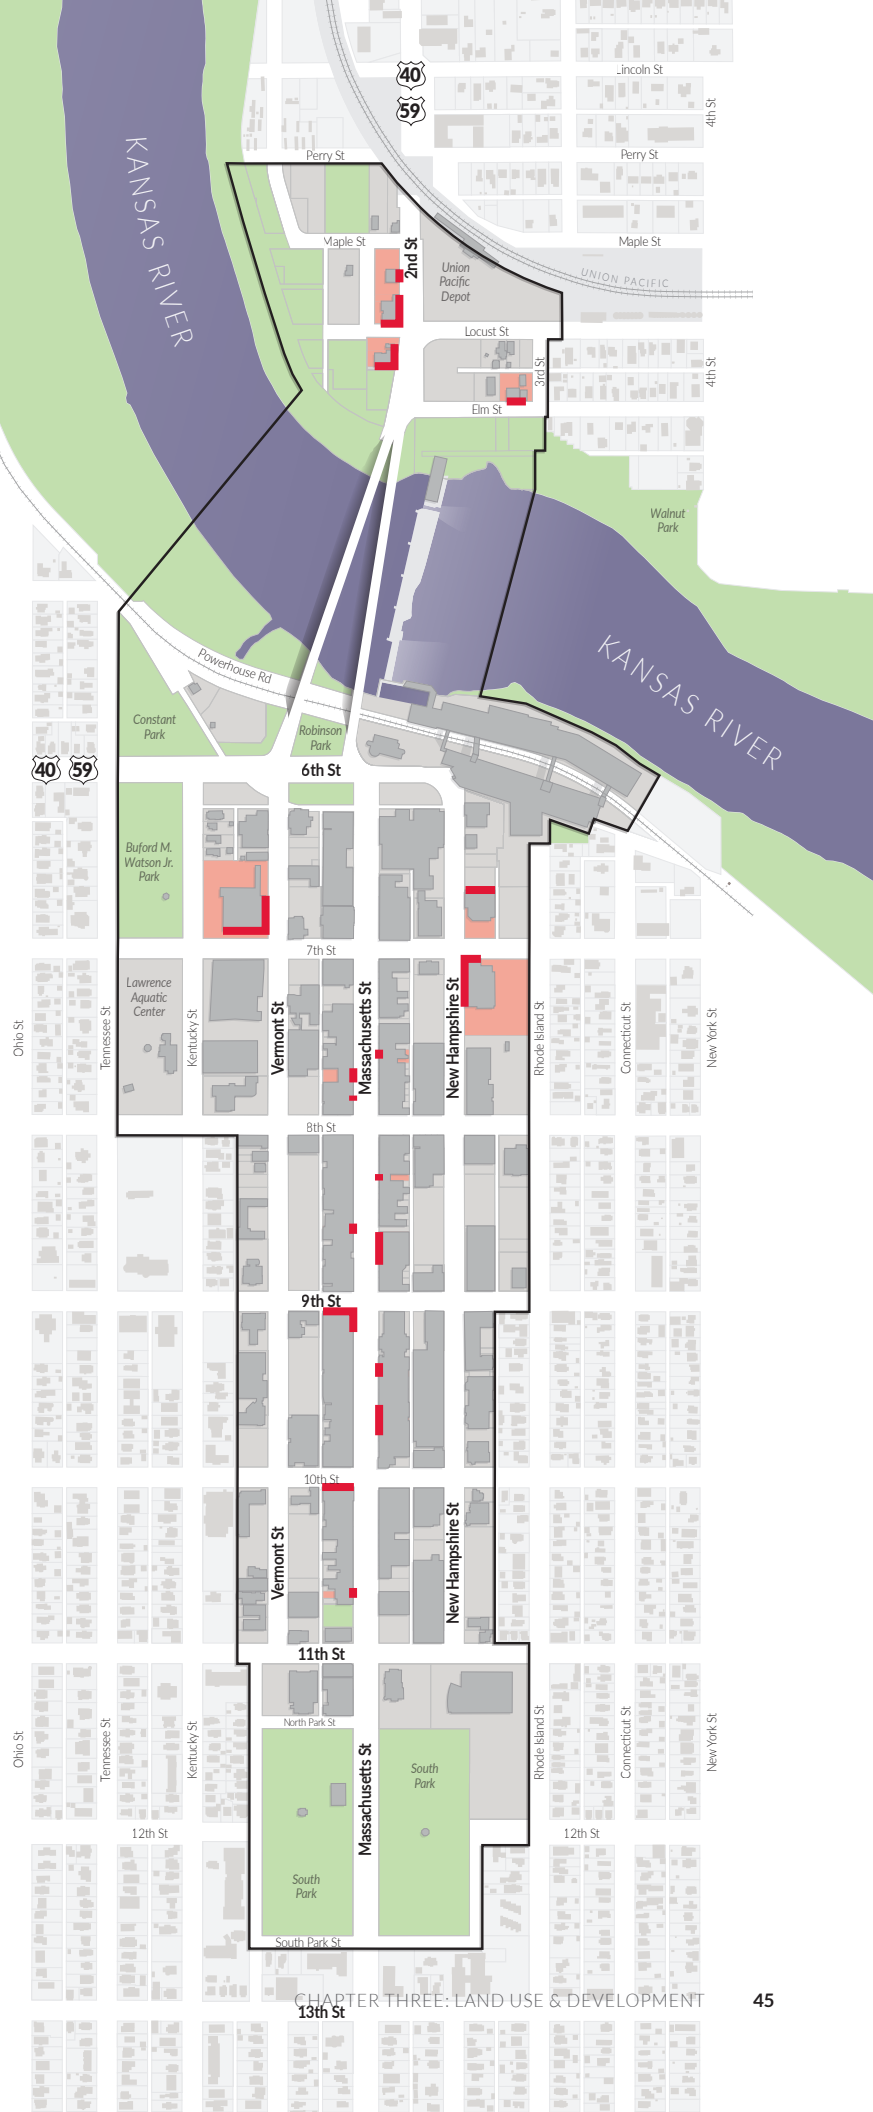 Lincoln St
40
59
4th St
Perry St
Perry St
KANSAS RIVER
Maple St
2nd St
Maple St
Union
Pacific
Depot
UNION PACIFIC
Locust St
3rd St
4th St
Elm St
Walnut
Park
KANSAS RIVER
Powerhouse Rd
Constant
Park
Robinson
Park
40
59
6th St
Buford M.
Watson Jr.
Park
7th St
Lawrence
Aquatic
Center
Ohio St
Tennessee St
Kentucky St
Vermont St
Massachusetts St
New Hampshire St
Rhode Island St
Connecticut St
New York St
8th St
9th St
10th St
Vermont St
New Hampshire St
11th St
North Park St
Ohio St
Tennessee St
Kentucky St
Massachusetts St
South
Park
Rhode Island St
Connecticut St
New York St
12th St
12th St
South
Park
South Park St
CHAPTER THREE: LAND USE & DEVELOPMENT 45
13th St